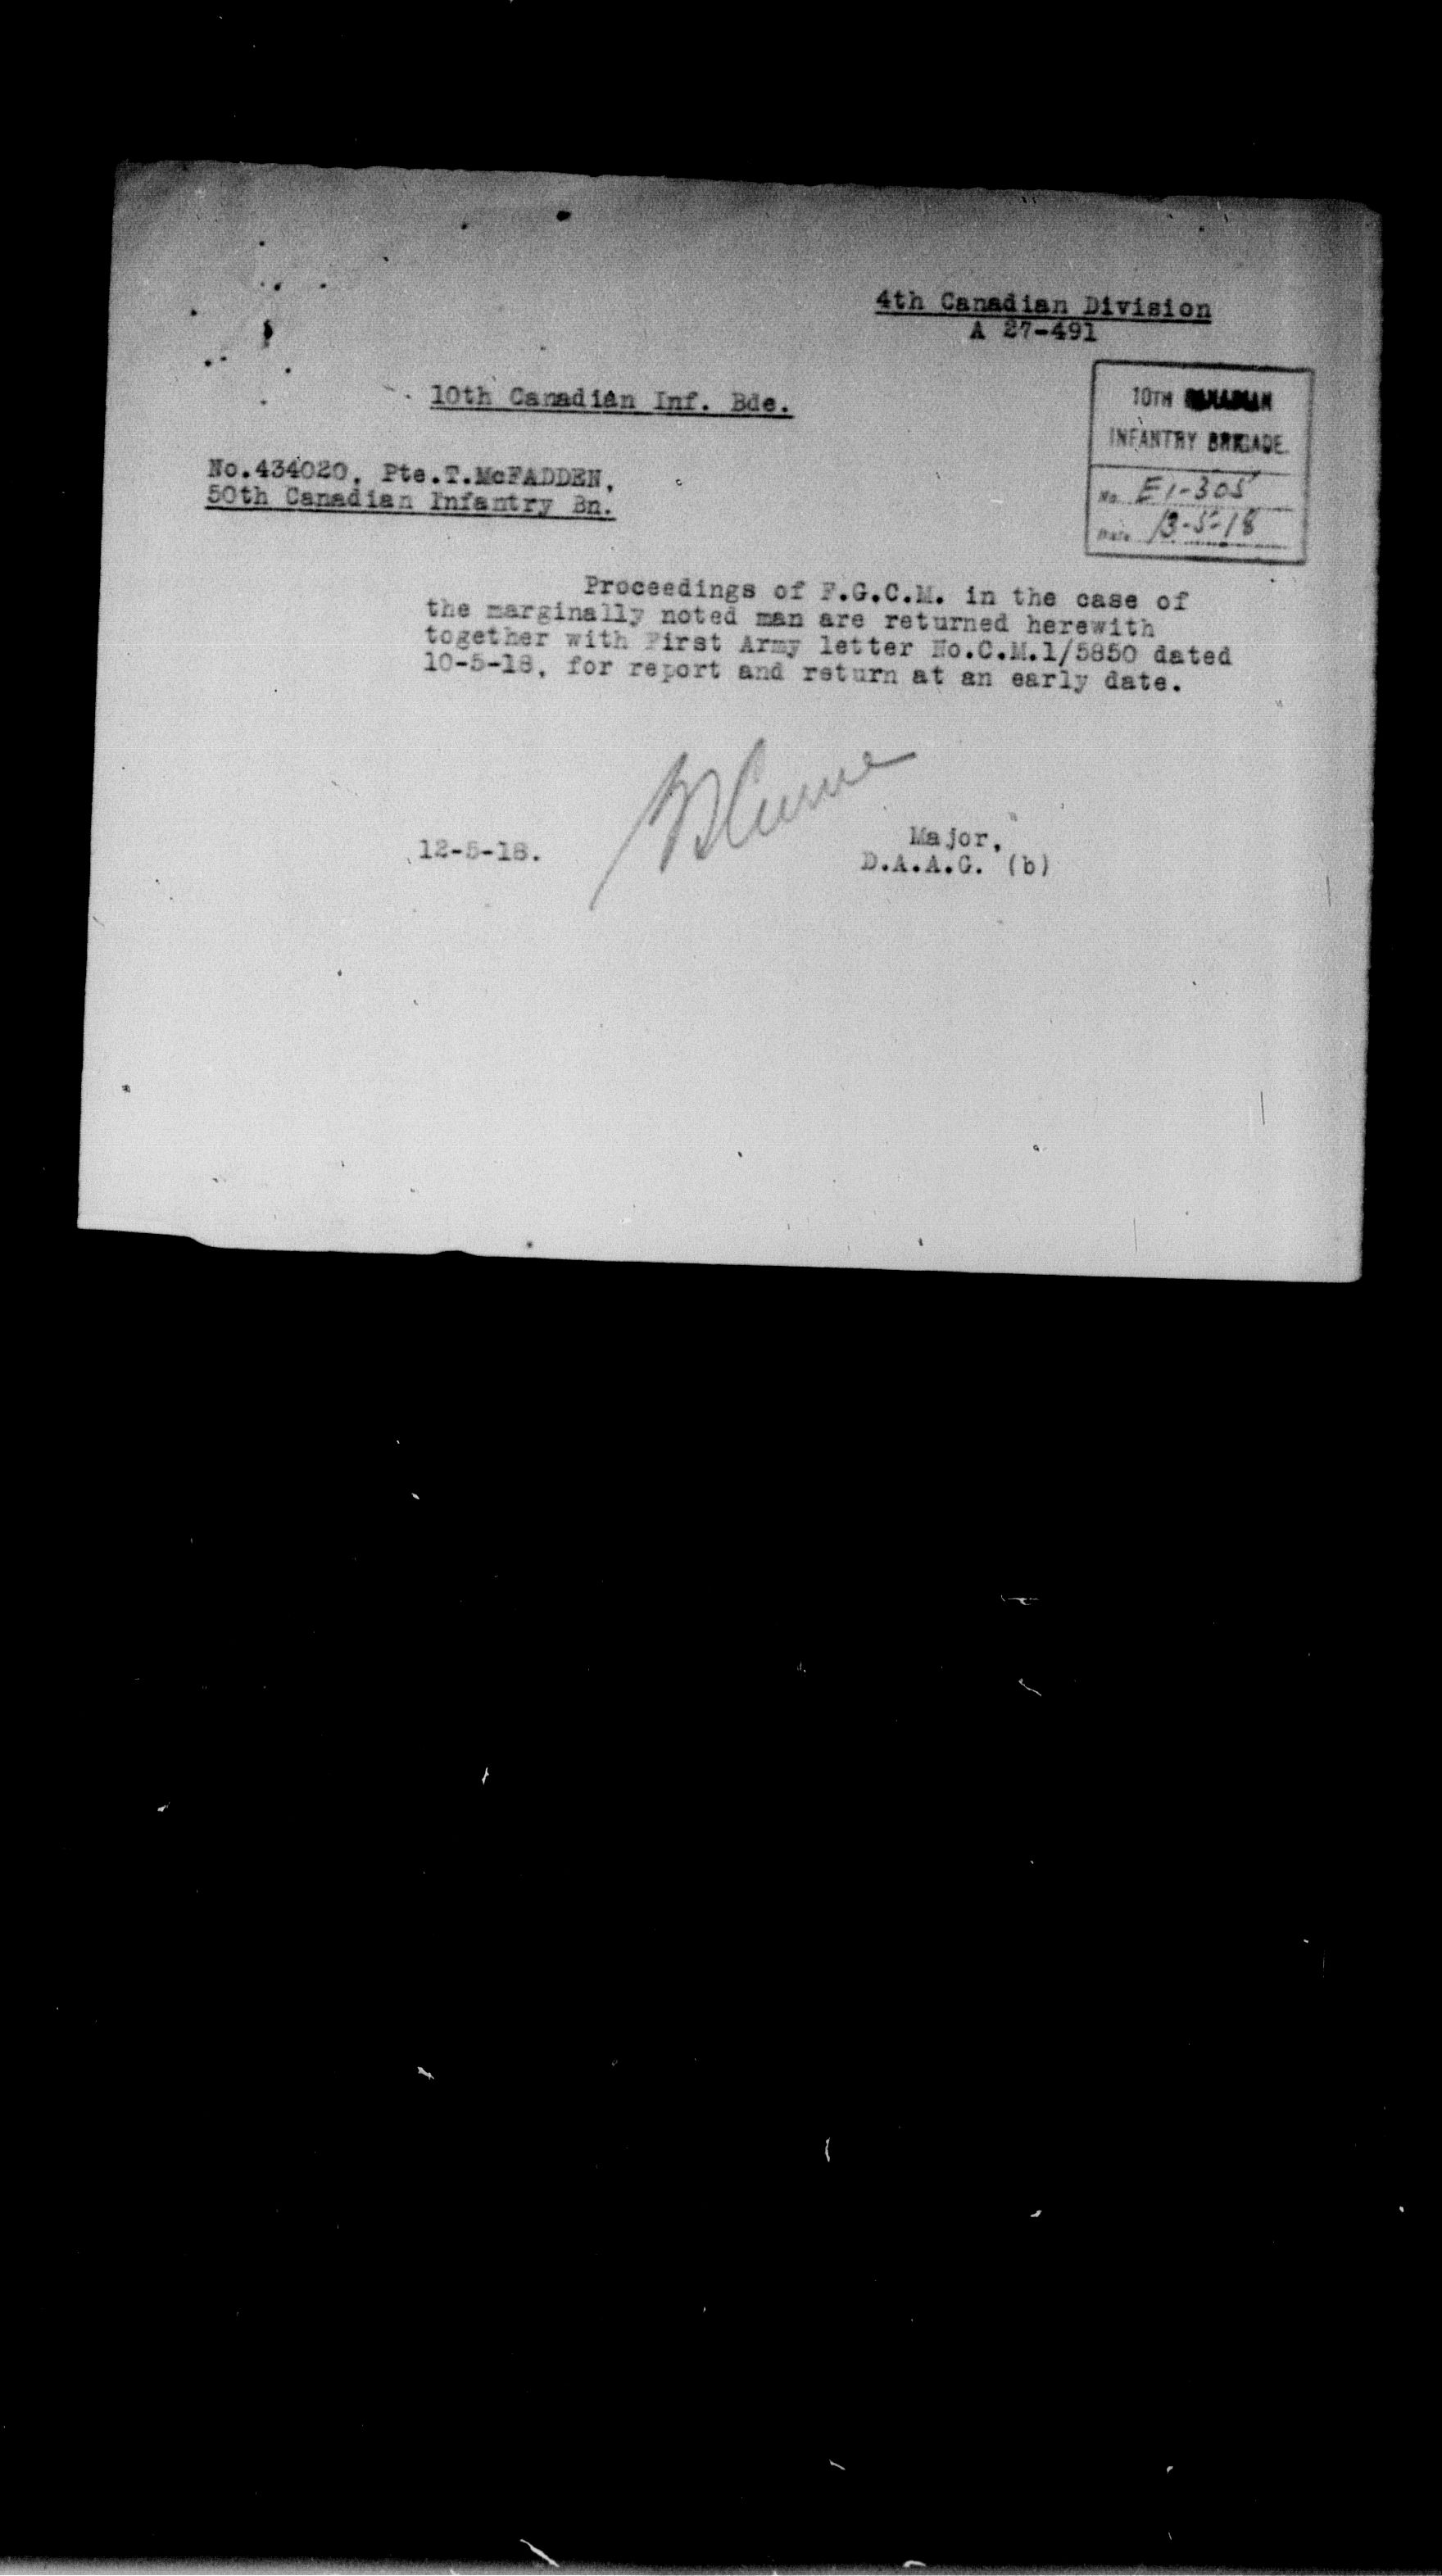 4th Canadian Division
A 27-491
10th Canadian Inf. Bde.
10TH CANADIAN
INFANTRY BRIGADE.
No. E1-305
Date 13-5-18
No.434020, Pte.T.McFADDEN,
50th Canadian Infantry Bn.
Proceedings of F.G.C.M. in the case of
the marginally noted man are returned herewith
together with First Army letter No.C.M.1/5850 dated
10-5-18, for report and return at an early date.
12-5-18.
Major,
D.A.A.G. (b)